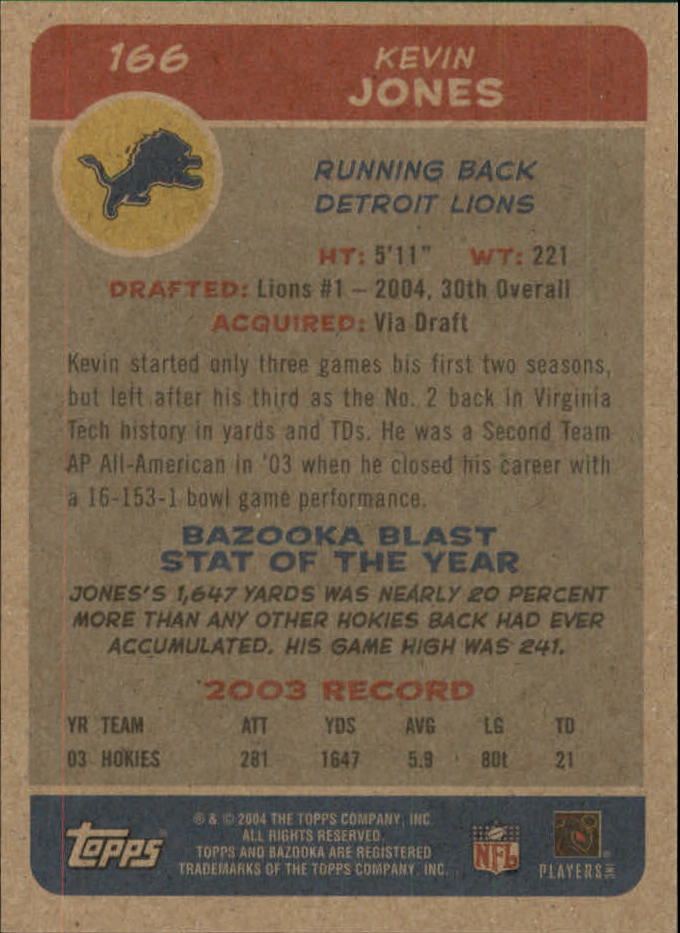 166
KEVIN
JONES
RUNNING BACK
DETROIT LIONS
HT: 5'11" WT: 221
DRAFTED: Lions #1 – 2004, 30th Overall
ACQUIRED: Via Draft
Kevin started only three games his first two seasons,
but left after his third as the No. 2 back in Virginia
Tech history in yards and TDs. He was a Second Team
AP All-American in '03 when he closed his career with
a 16-153-1 bowl game performance.
BAZOOKA BLAST
STAT OF THE YEAR
JONES'S 1,647 YARDS WAS NEARLY 20 PERCENT
MORE THAN ANY OTHER HOKIES BACK HAD EVER
ACCUMULATED. HIS GAME HIGH WAS 241.
2003 RECORD
YR TEAM ATT YDS AVG LG TD
03 HOKIES 281 1647 5.9 80t 21
Topps
® & © 2004 THE TOPPS COMPANY, INC.
ALL RIGHTS RESERVED.
TOPPS AND BAZOOKA ARE REGISTERED
TRADEMARKS OF THE TOPPS COMPANY, INC.
NFL
PLAYERS INC